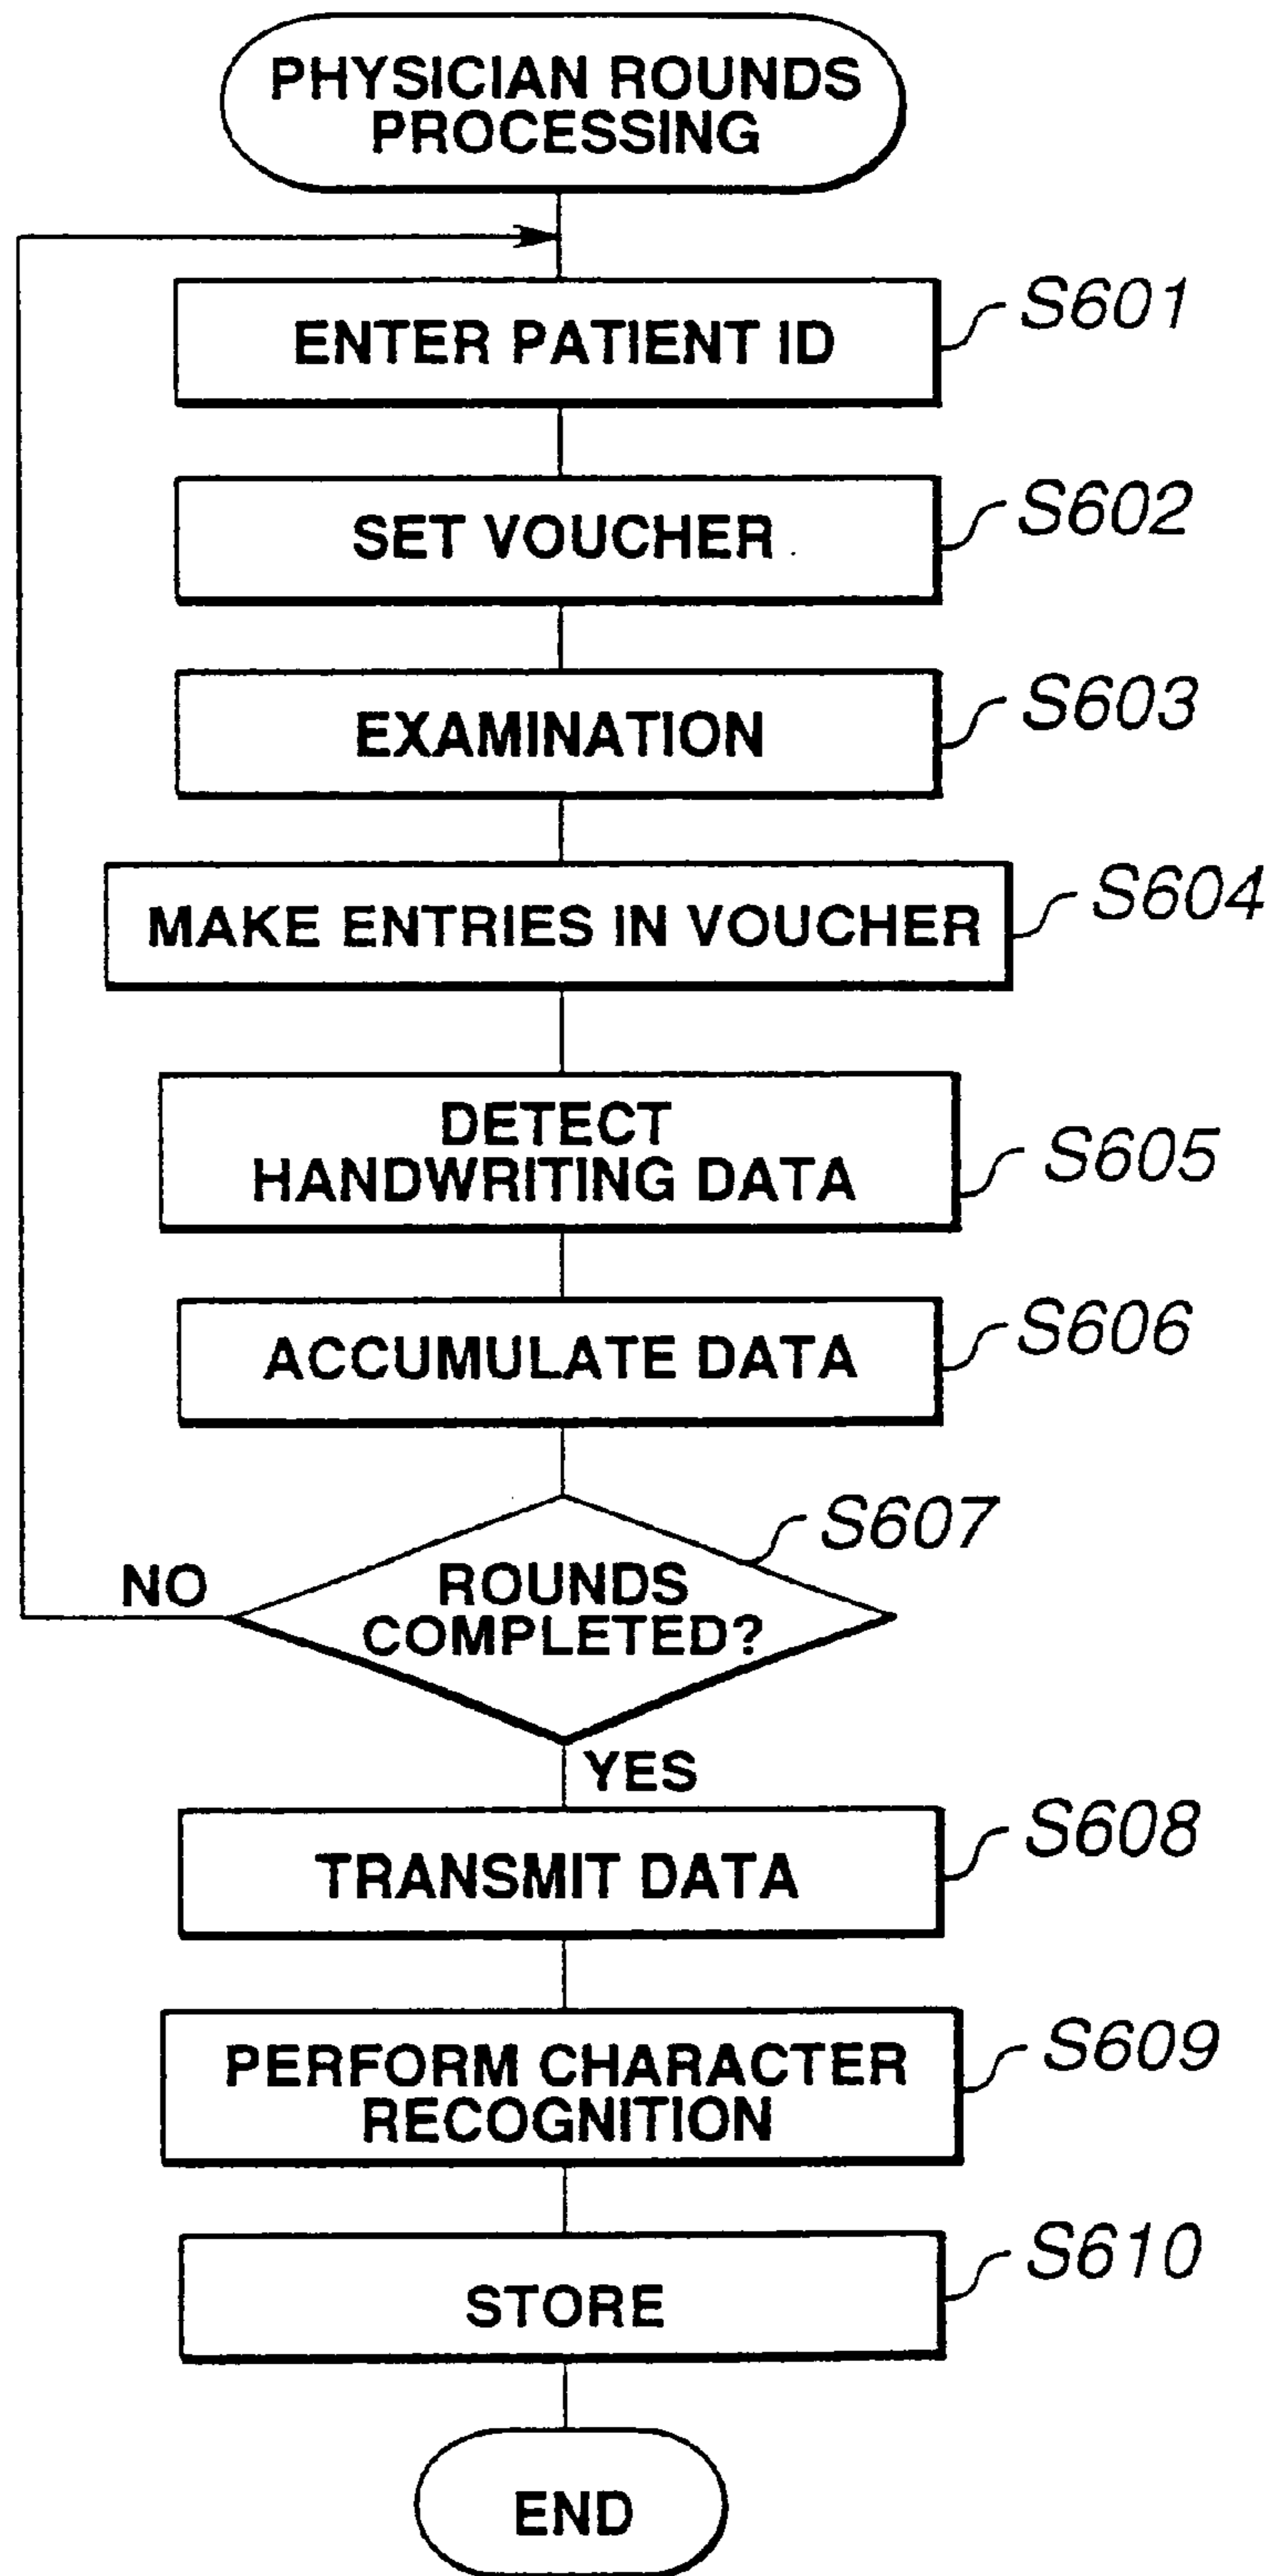 PHYSICIAN ROUNDS
PROCESSING
ENTER PATIENT ID
S601
SET VOUCHER
S602
EXAMINATION
S603
MAKE ENTRIES IN VOUCHER
S604
DETECT
HANDWRITING DATA
S605
ACCUMULATE DATA
S606
S607
ROUNDS
COMPLETED?
NO
YES
TRANSMIT DATA
S608
PERFORM CHARACTER
RECOGNITION
S609
STORE
S610
END